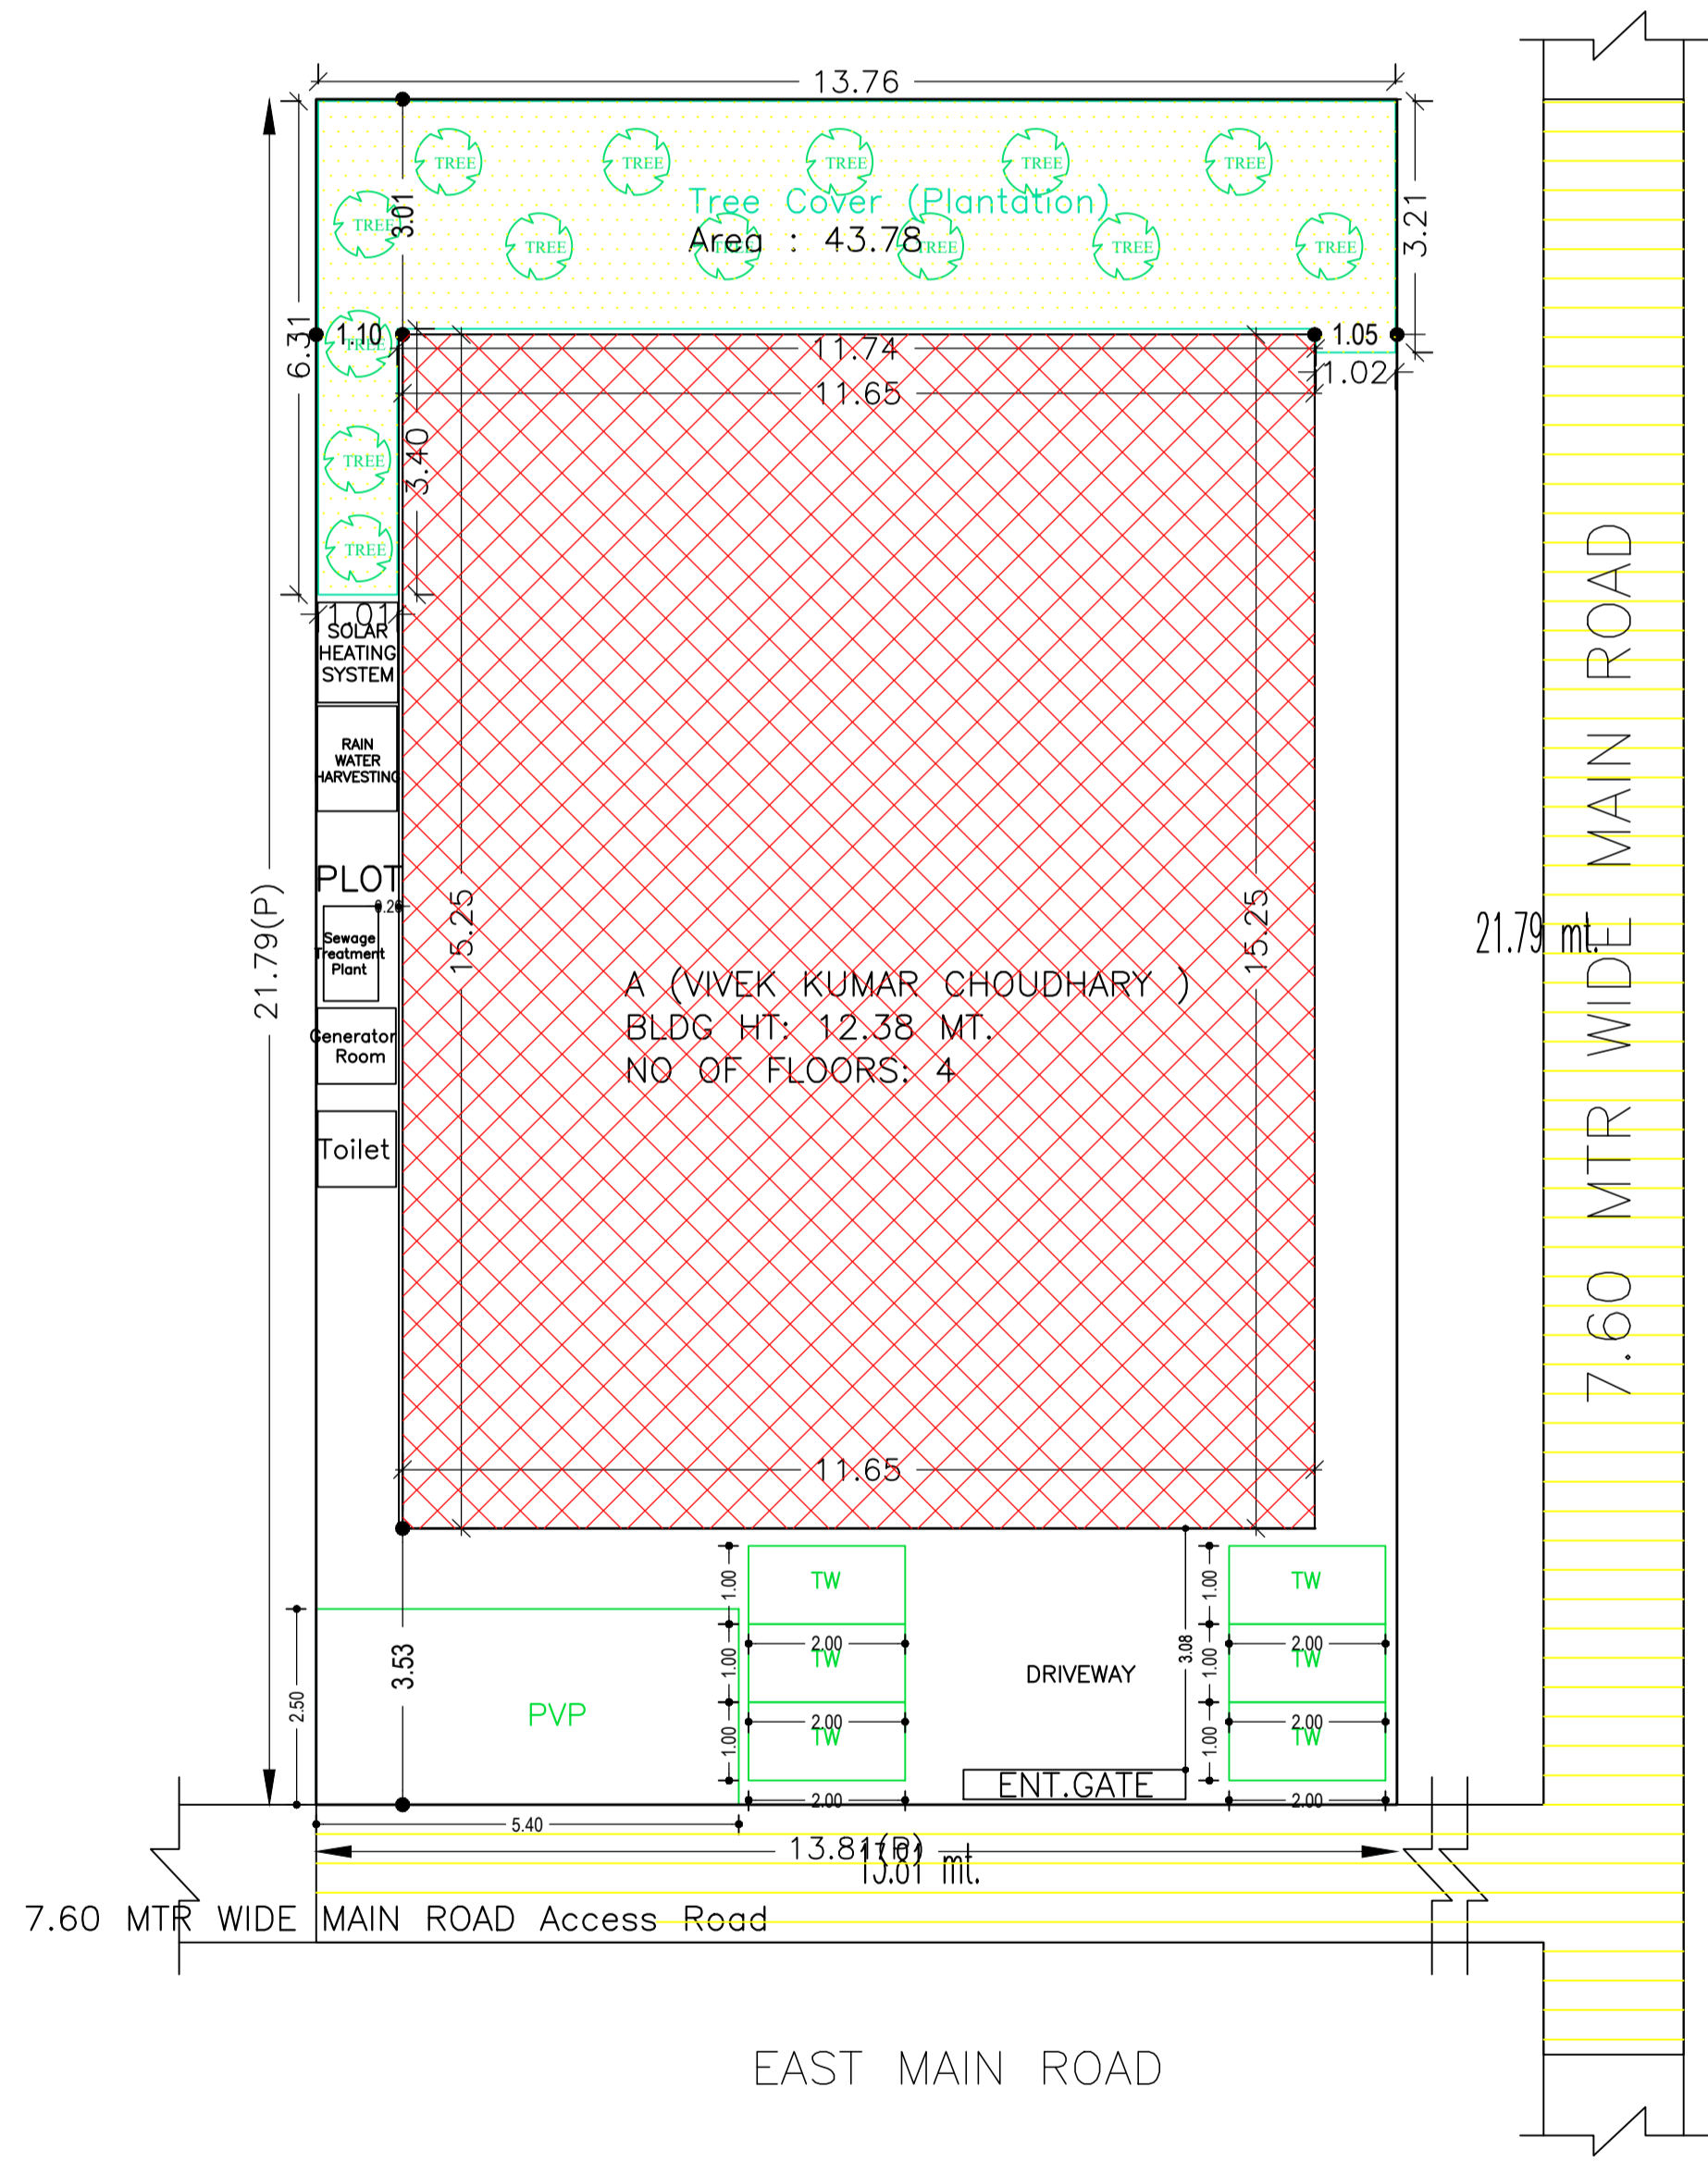 13.76
TREE TREE TREE TREE TREE
Tree Cover (Plantation)
Area : 43.78
TREE
3.01
TREE TREE TREE TREE
3.21
6.31
1.10
TREE
11.74
1.05
1.02
11.65
3.40
TREE
TREE
1.01
SOLAR
HEATING
SYSTEM
RAIN
WATER
HARVESTING
PLOT
Sewage
Treatment
Plant
21.79(P)
15.25
15.25
21.79 mt.
7.60 MTR WIDE MAIN ROAD
A (VIVEK KUMAR CHOUDHARY )
BLDG HT: 12.38 MT.
NO OF FLOORS: 4
Generator
Room
Toilet
11.65
1.00
TW
1.00
TW
3.53
2.50
PVP
1.00
2.00
TW
DRIVEWAY
3.08
1.00
2.00
TW
1.00
2.00
TW
1.00
2.00
TW
ENT.GATE
2.00
2.00
5.40
13.81(P)
13.81 mt.
7.60 MTR WIDE MAIN ROAD Access Road
EAST MAIN ROAD